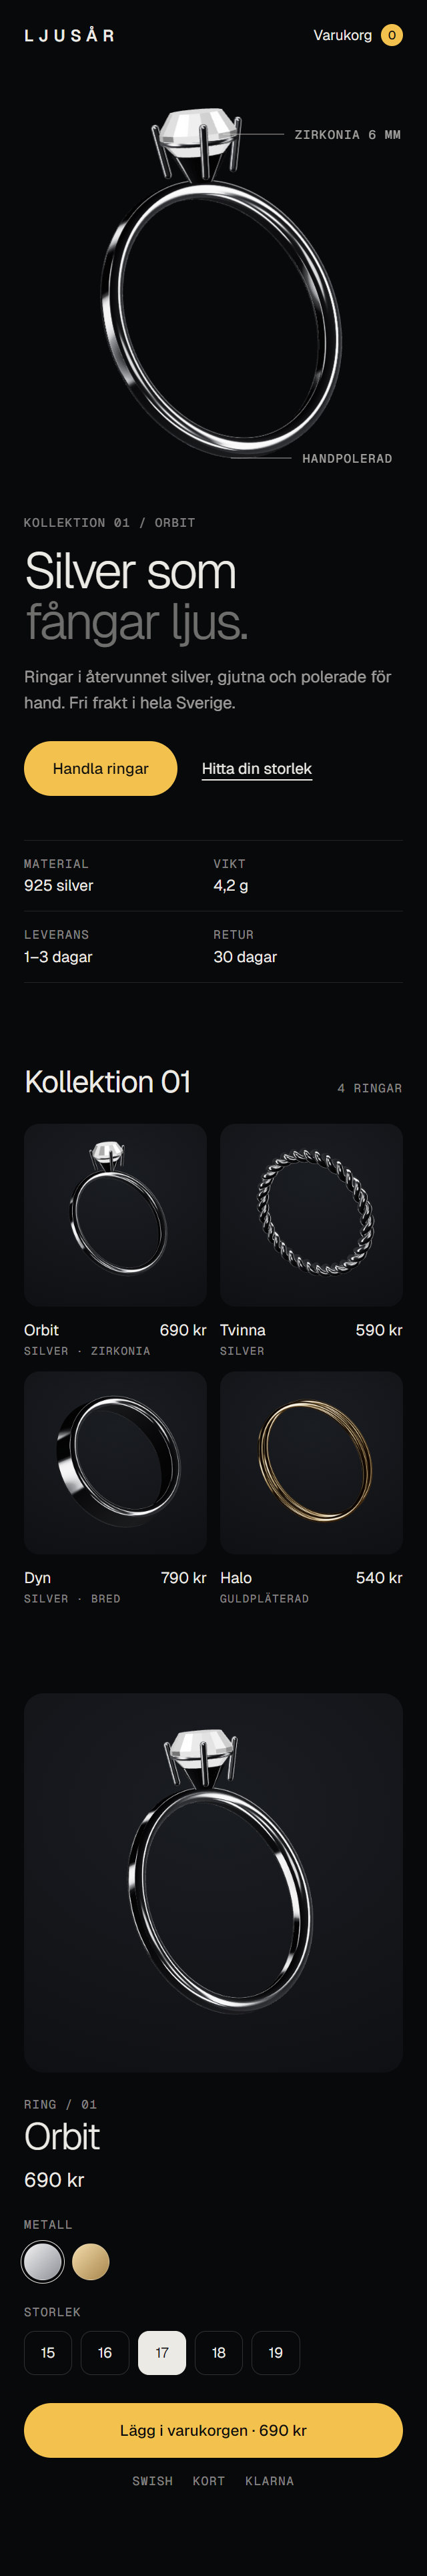 LJUSÅR
Varukorg 0
ZIRKONIA 6 MM
HANDPOLERAD
KOLLEKTION 01 / ORBIT
Silver som
fångar ljus.
Ringar i återvunnet silver, gjutna och polerade för
hand. Fri frakt i hela Sverige.
Handla ringar
Hitta din storlek
MATERIAL
925 silver
VIKT
4,2 g
LEVERANS
1–3 dagar
RETUR
30 dagar
Kollektion 01
4 RINGAR
Orbit 690 kr
SILVER · ZIRKONIA
Tvinna 590 kr
SILVER
Dyn 790 kr
SILVER · BRED
Halo 540 kr
GULDPLÄTERAD
RING / 01
Orbit
690 kr
METALL
STORLEK
15 16 17 18 19
Lägg i varukorgen · 690 kr
SWISH KORT KLARNA